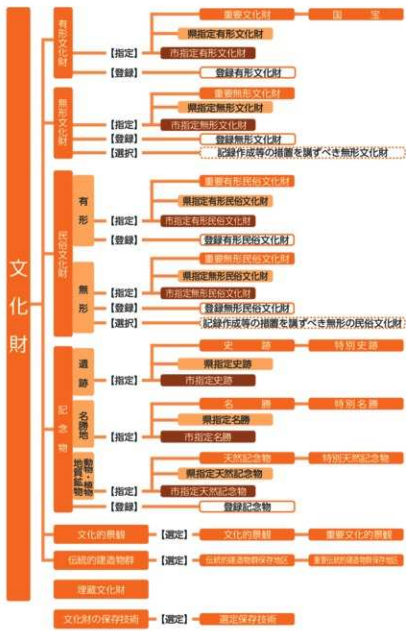 文化財
有形文化財
重要文化財
国宝
県指定有形文化財
【指定】
市指定有形文化財
【登録】
登録有形文化財
無形文化財
重要無形文化財
県指定無形文化財
【指定】
市指定無形文化財
【登録】
登録無形文化財
【選択】
記録作成等の措置を講ずべき無形文化財
民俗文化財
有形
重要有形民俗文化財
県指定有形民俗文化財
【指定】
市指定有形民俗文化財
【登録】
登録有形民俗文化財
無形
重要無形民俗文化財
県指定無形民俗文化財
【指定】
市指定無形民俗文化財
【登録】
登録無形民俗文化財
【選択】
記録作成等の措置を講ずべき無形の民俗文化財
記念物
遺跡
史跡
特別史跡
県指定史跡
【指定】
市指定史跡
名勝地
名勝
特別名勝
県指定名勝
【指定】
市指定名勝
動物・植物
地質鉱物
天然記念物
特別天然記念物
県指定天然記念物
【指定】
市指定天然記念物
【登録】
登録記念物
文化的景観
【選定】
文化的景観
重要文化的景観
伝統的建造物群
【選定】
伝統的建造物群保存地区
重要伝統的建造物群保存地区
埋蔵文化財
文化財の保存技術
【選定】
選定保存技術